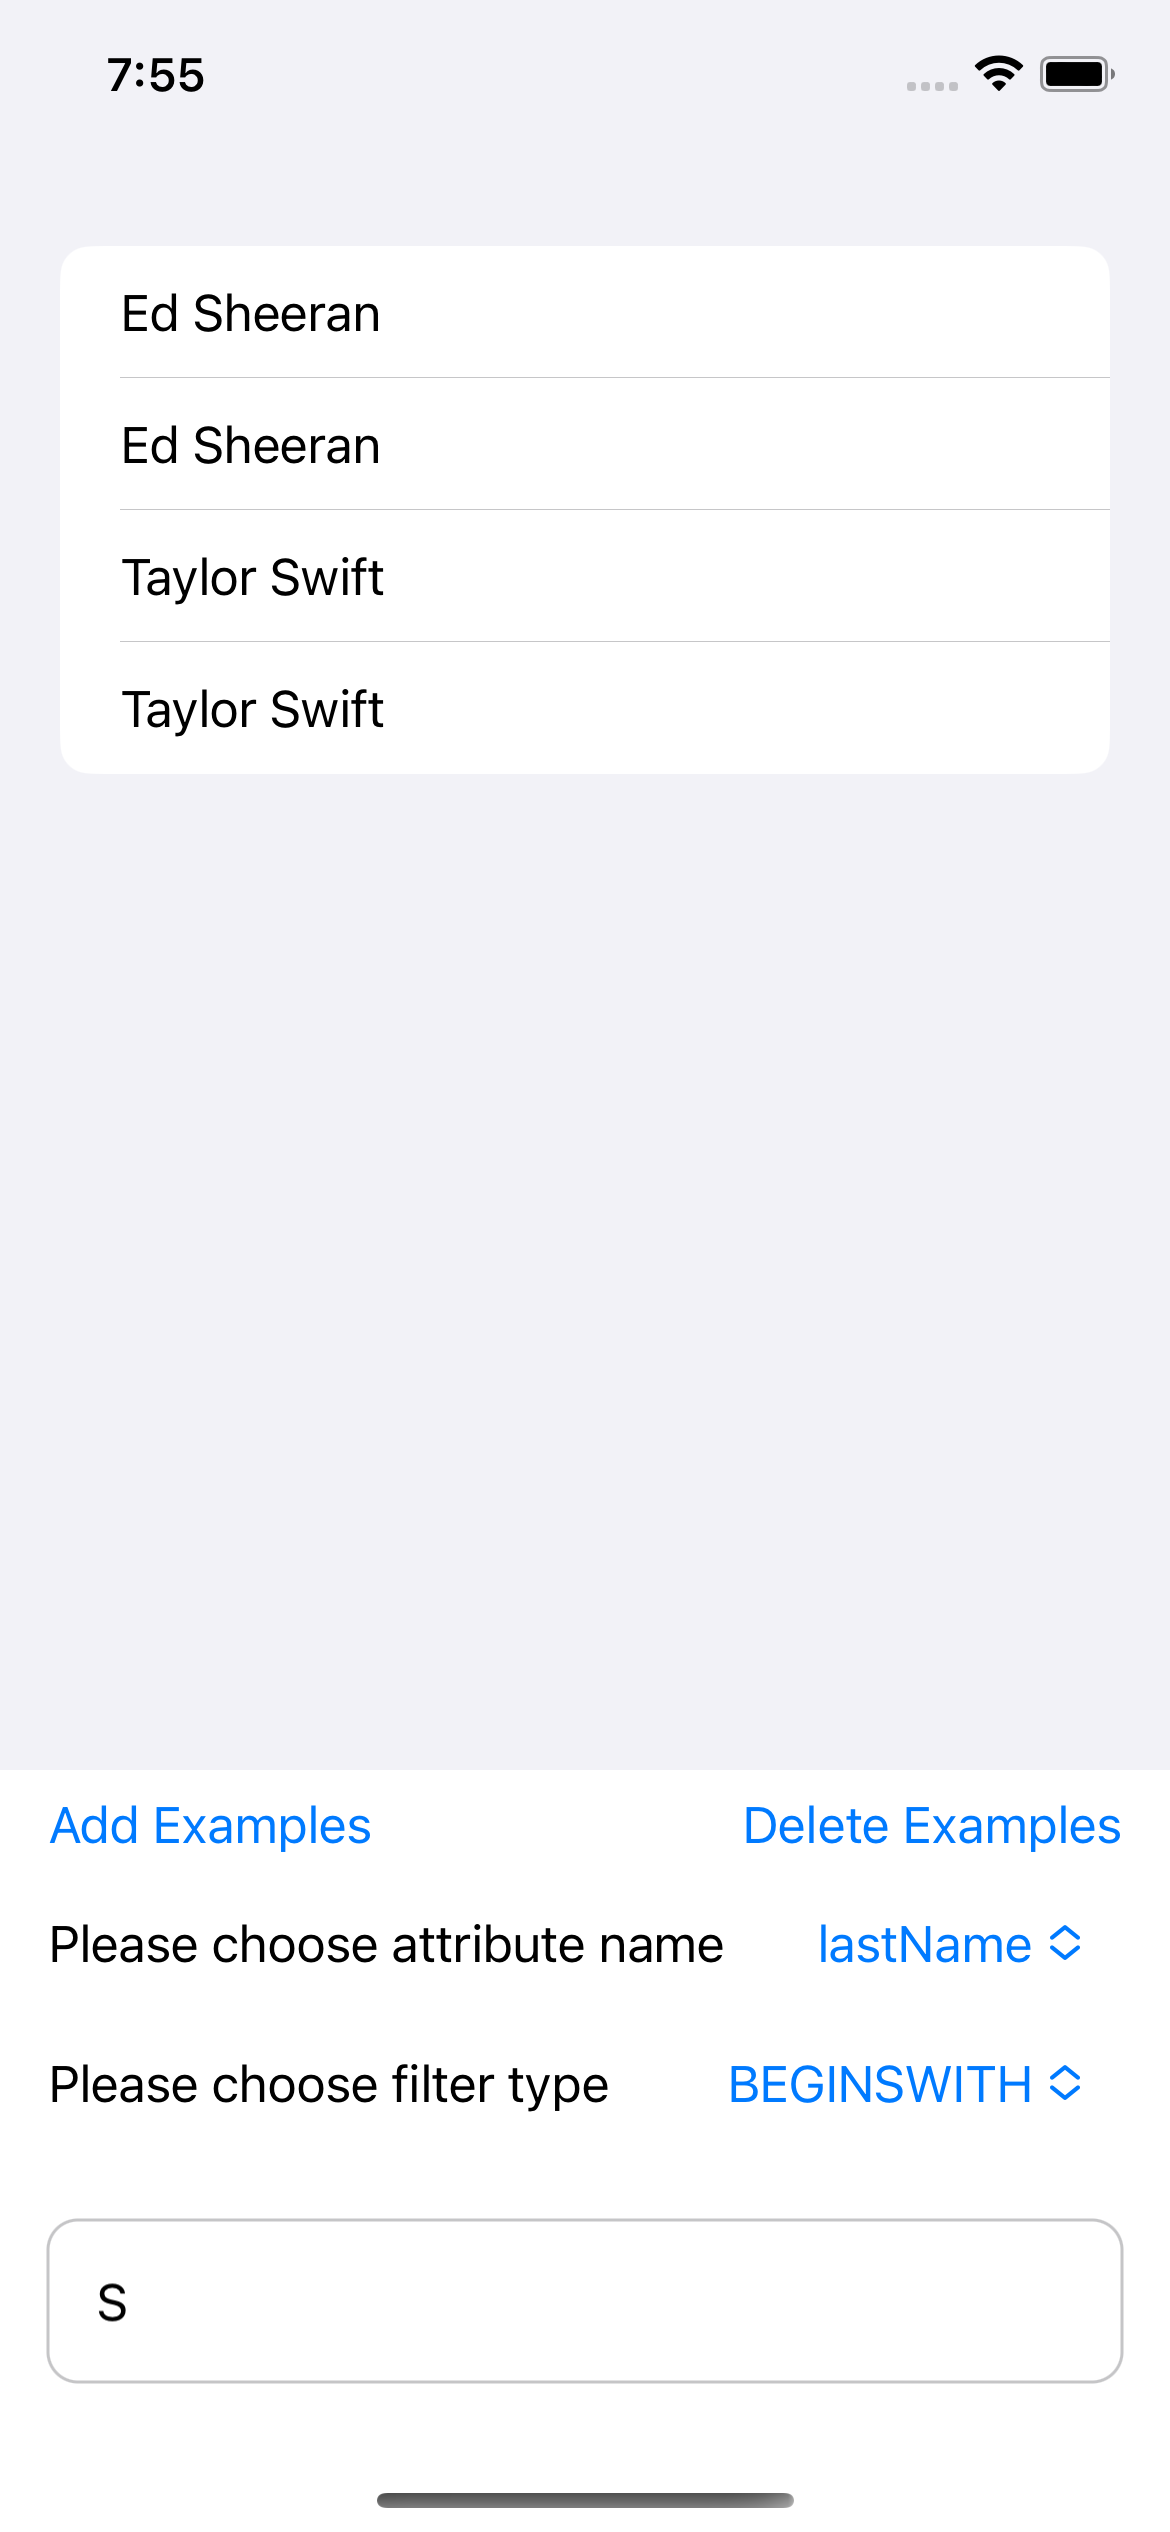 7:55
Ed Sheeran
Ed Sheeran
Taylor Swift
Taylor Swift
Add Examples Delete Examples
Please choose attribute name lastName
Please choose filter type BEGINSWITH
S